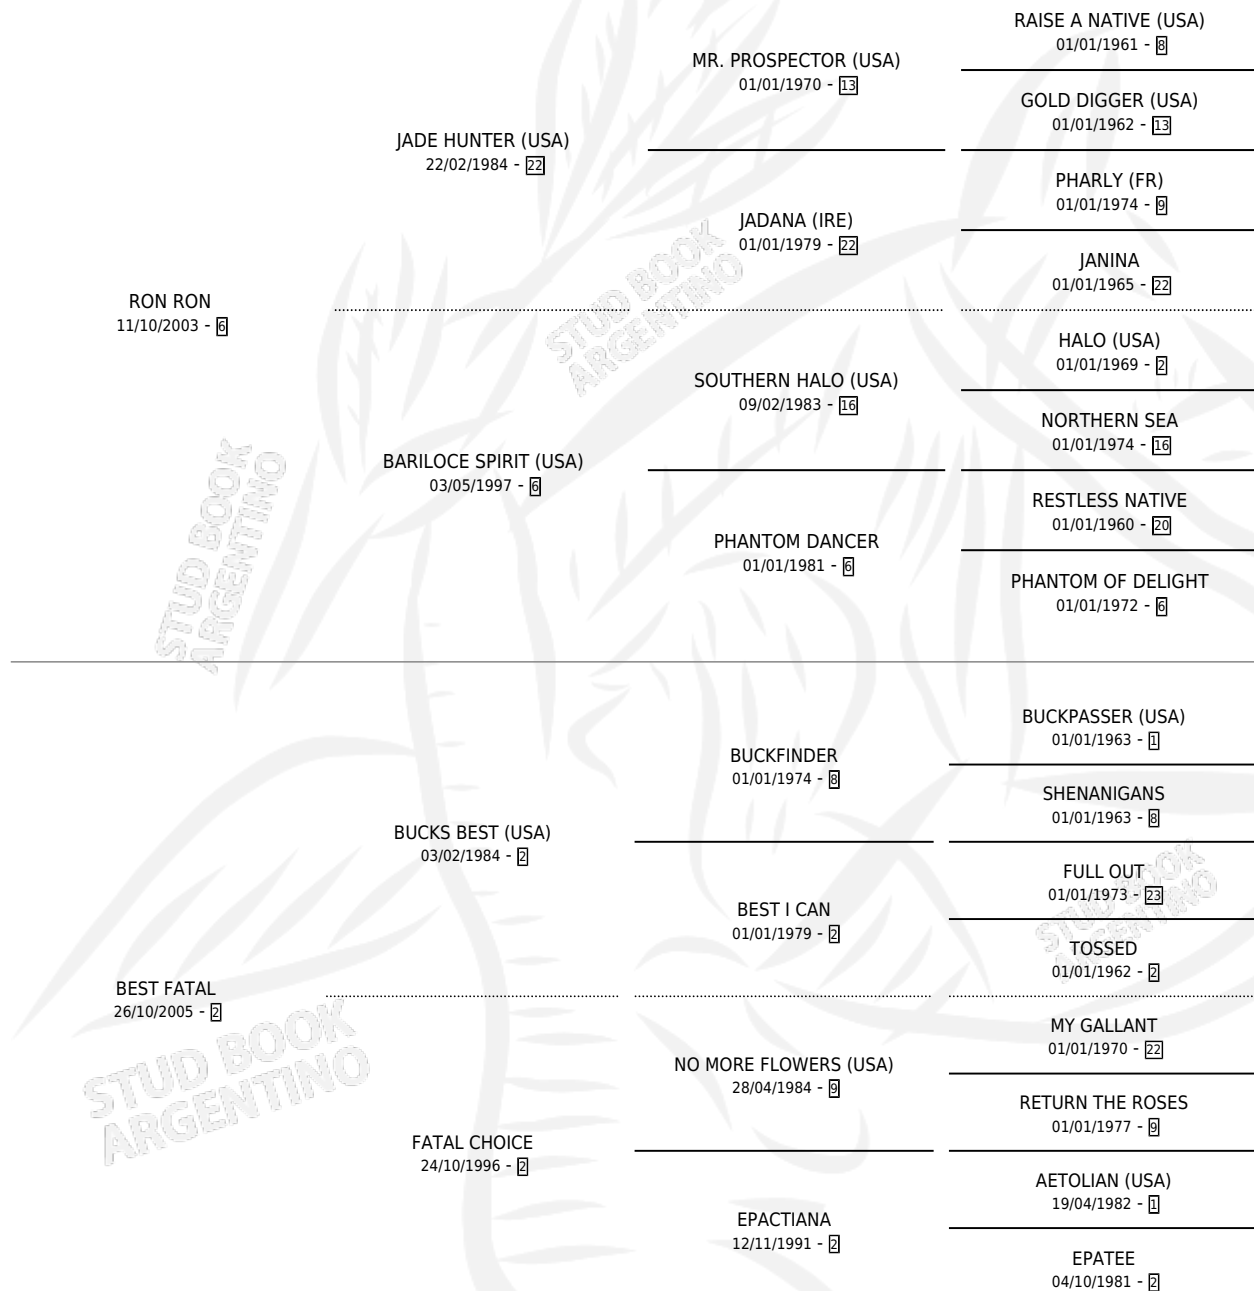 RAISE A NATIVE (USA)
01/01/1961 - 8
MR. PROSPECTOR (USA)
01/01/1970 - 13
GOLD DIGGER (USA)
01/01/1962 - 13
JADE HUNTER (USA)
22/02/1984 - 22
PHARLY (FR)
01/01/1974 - 9
JADANA (IRE)
01/01/1979 - 22
JANINA
01/01/1965 - 22
RON RON
11/10/2003 - 6
HALO (USA)
01/01/1969 - 2
SOUTHERN HALO (USA)
09/02/1983 - 16
NORTHERN SEA
01/01/1974 - 16
BARILOCE SPIRIT (USA)
03/05/1997 - 6
RESTLESS NATIVE
01/01/1960 - 20
PHANTOM DANCER
01/01/1981 - 6
PHANTOM OF DELIGHT
01/01/1972 - 6
STUD BOOK
ARGENTINO
STUD BOOK
ARGENTINO
BUCKPASSER (USA)
01/01/1963 - 1
BUCKFINDER
01/01/1974 - 8
SHENANIGANS
01/01/1963 - 8
BUCKS BEST (USA)
03/02/1984 - 2
FULL OUT
01/01/1973 - 23
BEST I CAN
01/01/1979 - 2
TOSSED
01/01/1962 - 2
BEST FATAL
26/10/2005 - 2
MY GALLANT
01/01/1970 - 22
NO MORE FLOWERS (USA)
28/04/1984 - 9
RETURN THE ROSES
01/01/1977 - 9
FATAL CHOICE
24/10/1996 - 2
AETOLIAN (USA)
19/04/1982 - 1
EPACTIANA
12/11/1991 - 2
EPATEE
04/10/1981 - 2
STUD BOOK
ARGENTINO
STUD BOOK
ARGENTINO